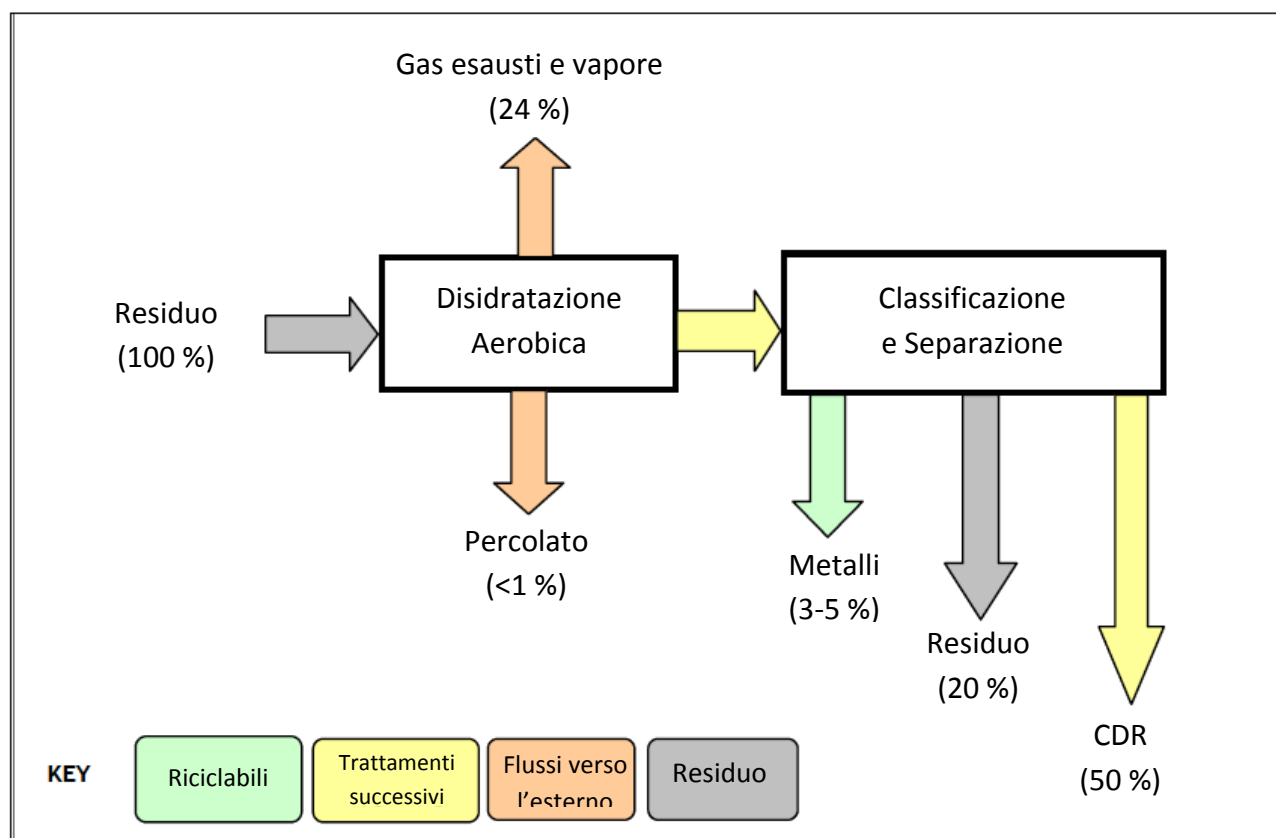 Gas esausti e vapore
(24 %)
Residuo
(100 %)
Disidratazione
Aerobica
Classificazione
e Separazione
Percolato
(<1 %)
Metalli
(3-5 %)
Residuo
(20 %)
CDR
(50 %)
KEY
Riciclabili
Trattamenti
successivi
Flussi verso
l'esterno
Residuo